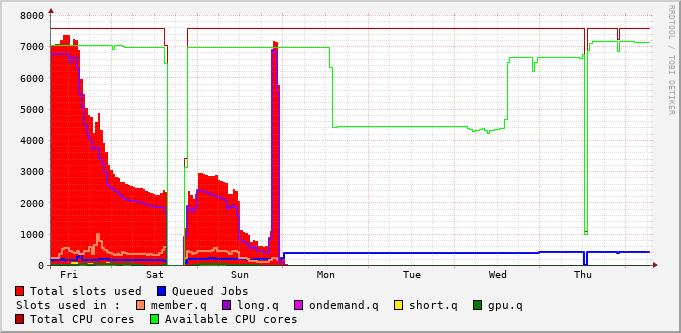 8000
7000
6000
5000
4000
3000
2000
1000
0
Fri Sat Sun Mon Tue Wed Thu
Total slots used Queued Jobs
Slots used in : member.q long.q ondemand.q short.q gpu.q
Total CPU cores Available CPU cores
RRDTOOL / TOBI OETIKER